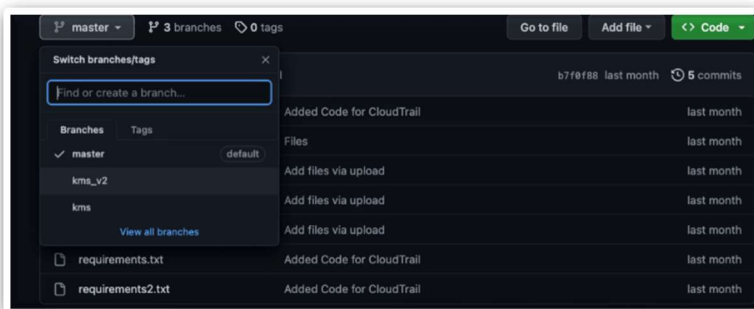 master 3 branches 0 tags Go to file Add file Code
Switch branches/tags
b7f0f88 last month 5 commits
Find or create a branch...
Added Code for CloudTrail last month
Branches Tags
Files last month
master default
Add files via upload last month
kms_v2
Add files via upload last month
kms
Add files via upload last month
View all branches
requirements.txt Added Code for CloudTrail last month
requirements2.txt Added Code for CloudTrail last month